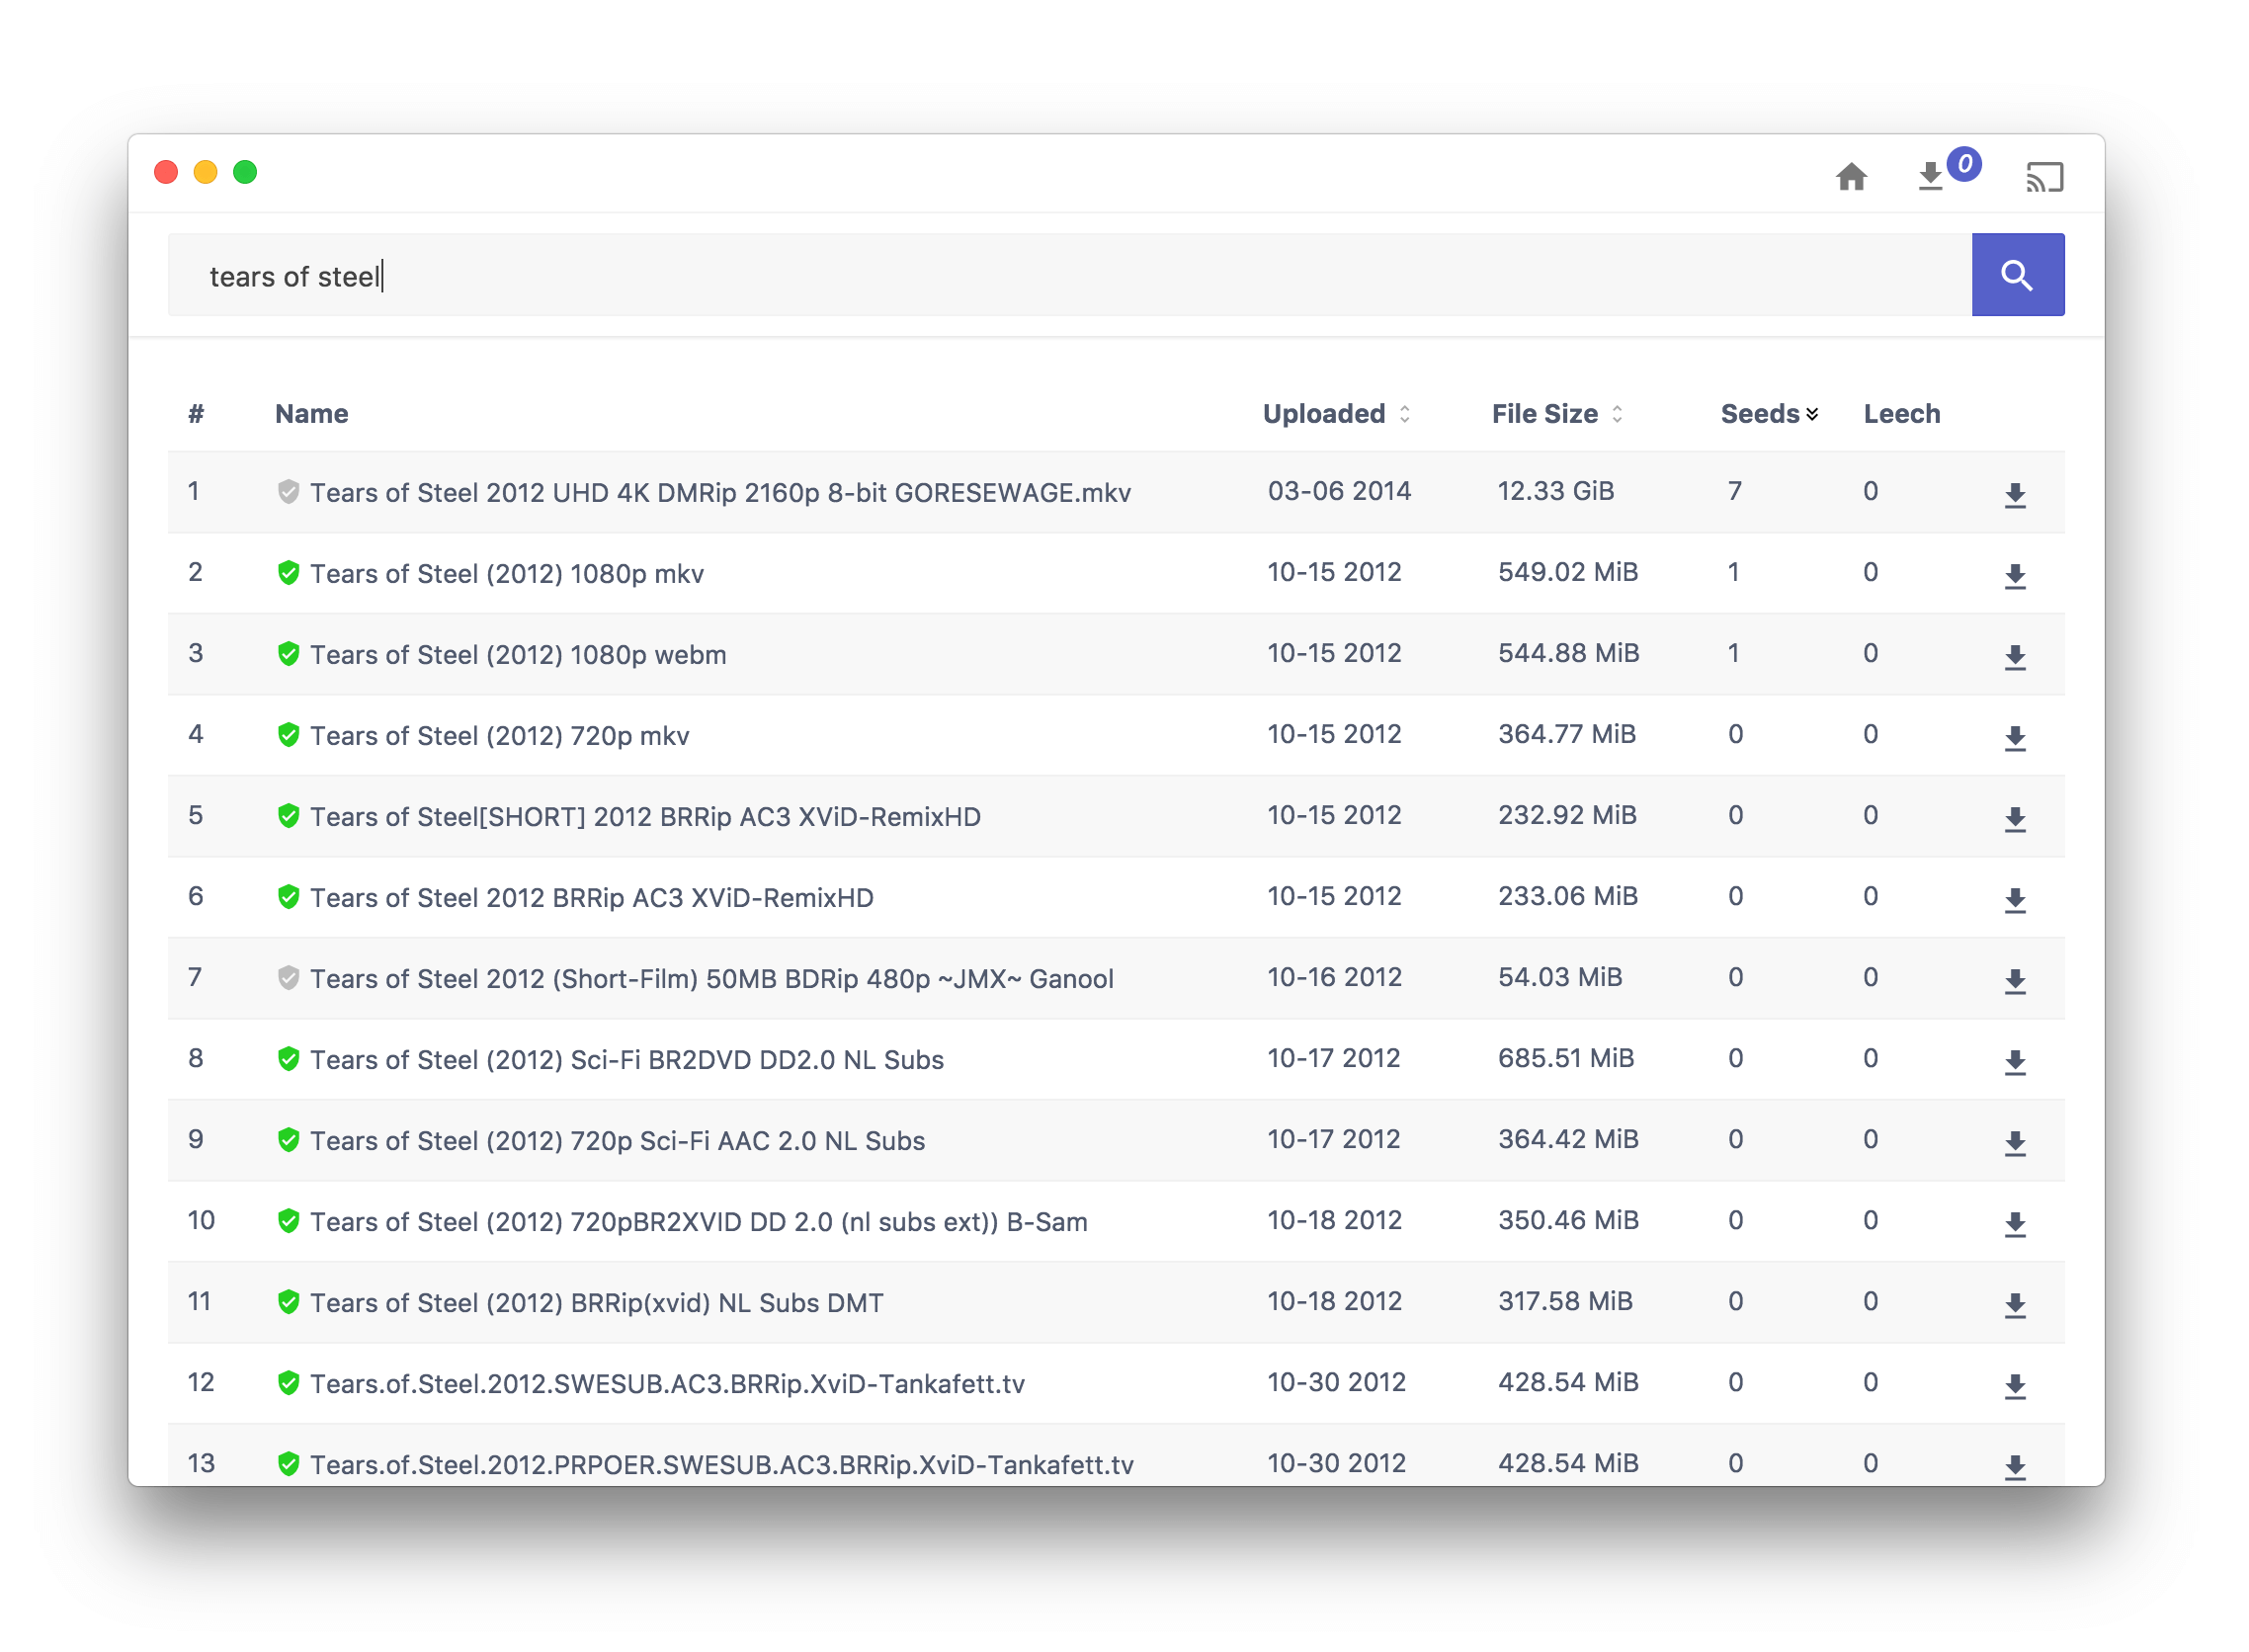 0
tears of steel
# Name Uploaded File Size Seeds Leech
1 Tears of Steel 2012 UHD 4K DMRip 2160p 8-bit GORESEWAGE.mkv 03-06 2014 12.33 GiB 7 0
2 Tears of Steel (2012) 1080p mkv 10-15 2012 549.02 MiB 1 0
3 Tears of Steel (2012) 1080p webm 10-15 2012 544.88 MiB 1 0
4 Tears of Steel (2012) 720p mkv 10-15 2012 364.77 MiB 0 0
5 Tears of Steel[SHORT] 2012 BRRip AC3 XViD-RemixHD 10-15 2012 232.92 MiB 0 0
6 Tears of Steel 2012 BRRip AC3 XViD-RemixHD 10-15 2012 233.06 MiB 0 0
7 Tears of Steel 2012 (Short-Film) 50MB BDRip 480p ~JMX~ Ganool 10-16 2012 54.03 MiB 0 0
8 Tears of Steel (2012) Sci-Fi BR2DVD DD2.0 NL Subs 10-17 2012 685.51 MiB 0 0
9 Tears of Steel (2012) 720p Sci-Fi AAC 2.0 NL Subs 10-17 2012 364.42 MiB 0 0
10 Tears of Steel (2012) 720pBR2XVID DD 2.0 (nl subs ext)) B-Sam 10-18 2012 350.46 MiB 0 0
11 Tears of Steel (2012) BRRip(xvid) NL Subs DMT 10-18 2012 317.58 MiB 0 0
12 Tears.of.Steel.2012.SWESUB.AC3.BRRip.XviD-Tankafett.tv 10-30 2012 428.54 MiB 0 0
13 Tears.of.Steel.2012.PRPOER.SWESUB.AC3.BRRip.XviD-Tankafett.tv 10-30 2012 428.54 MiB 0 0